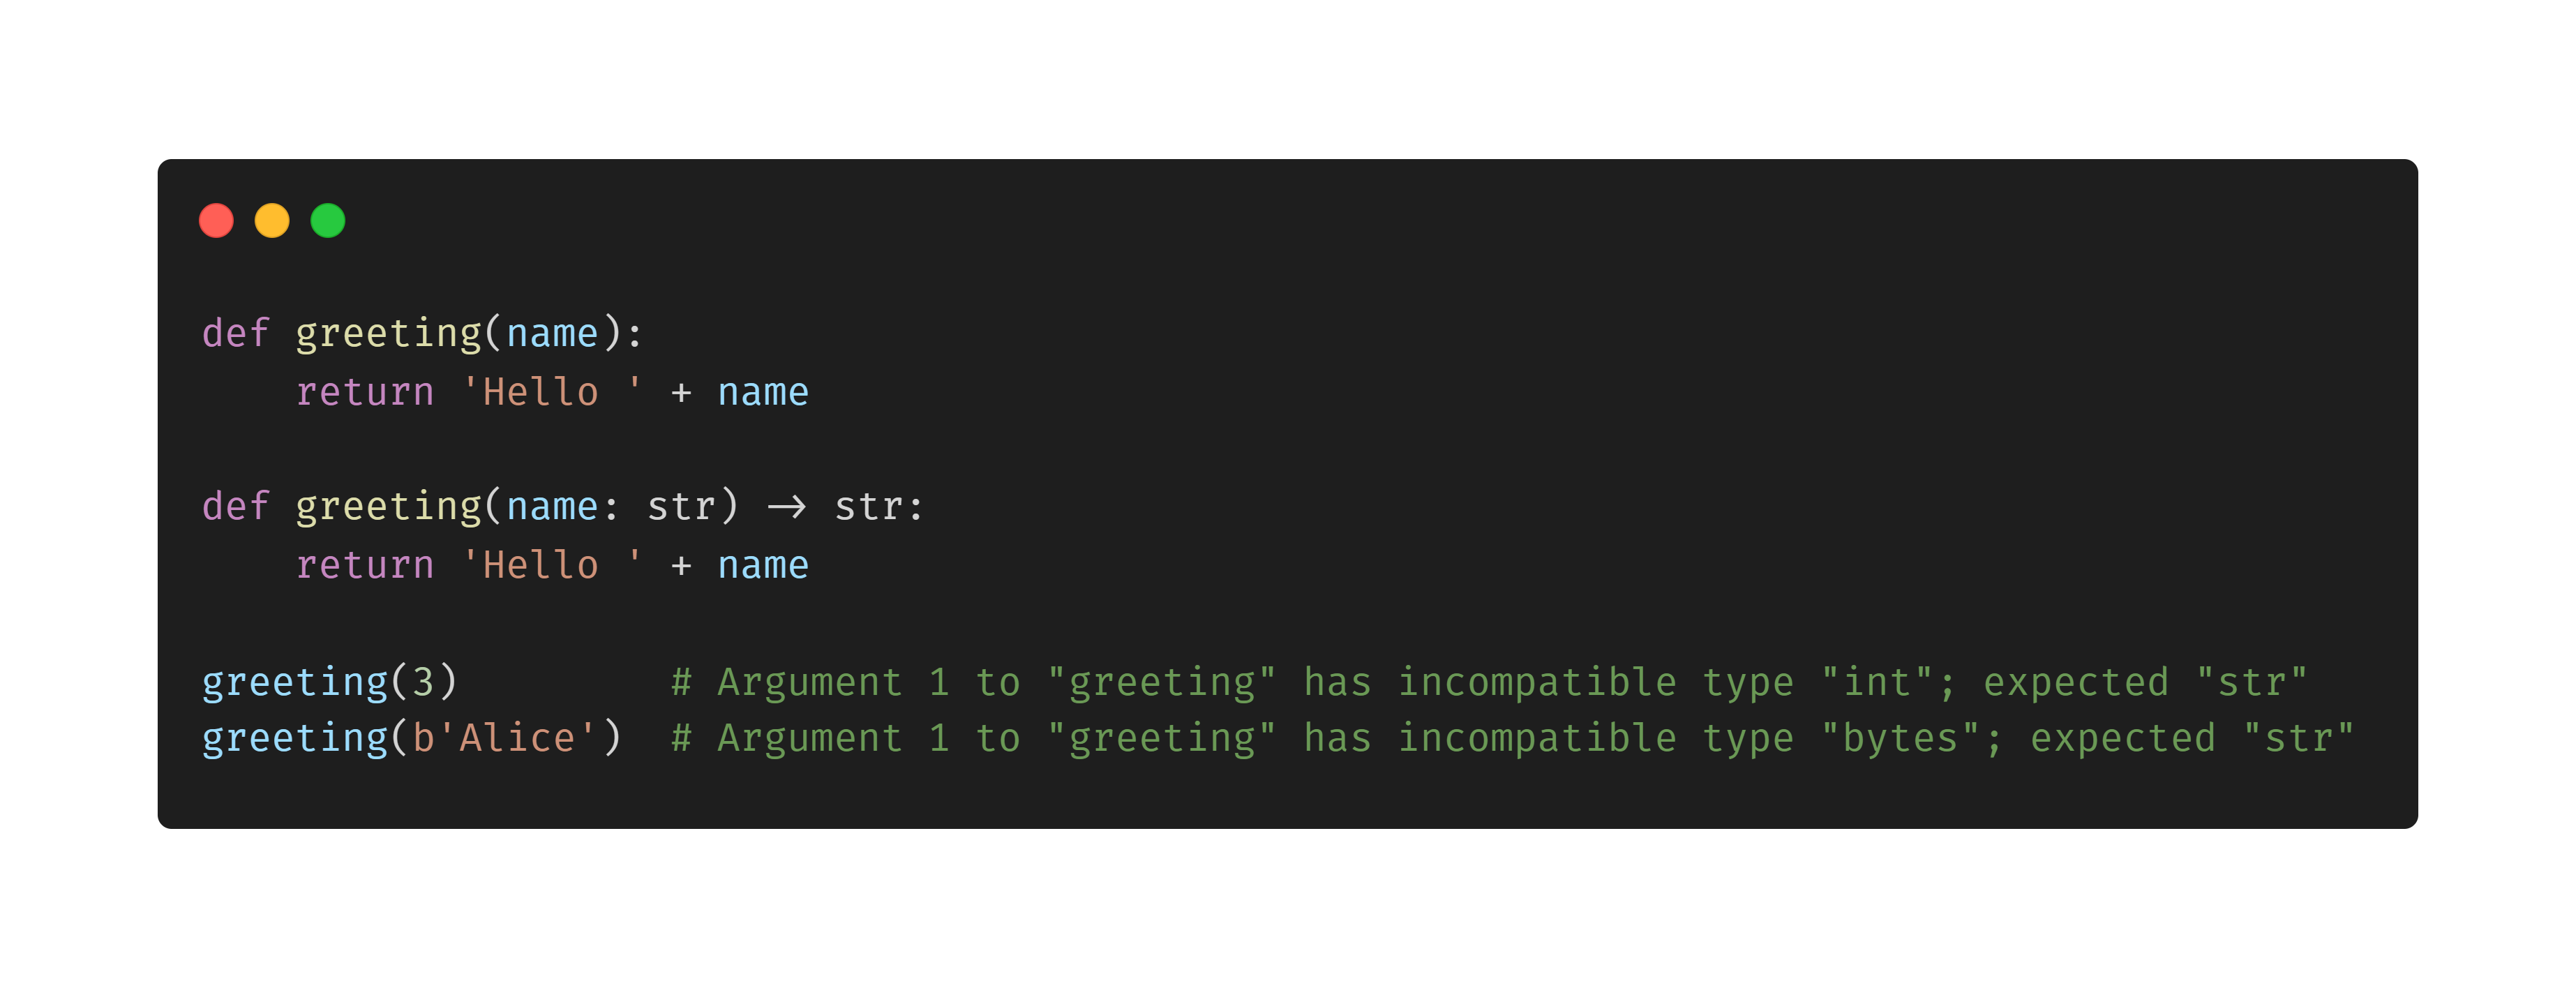 def greeting(name):
    return 'Hello ' + name
def greeting(name: str) -> str:
    return 'Hello ' + name
greeting(3)         # Argument 1 to "greeting" has incompatible type "int"; expected "str"
greeting(b'Alice')  # Argument 1 to "greeting" has incompatible type "bytes"; expected "str"